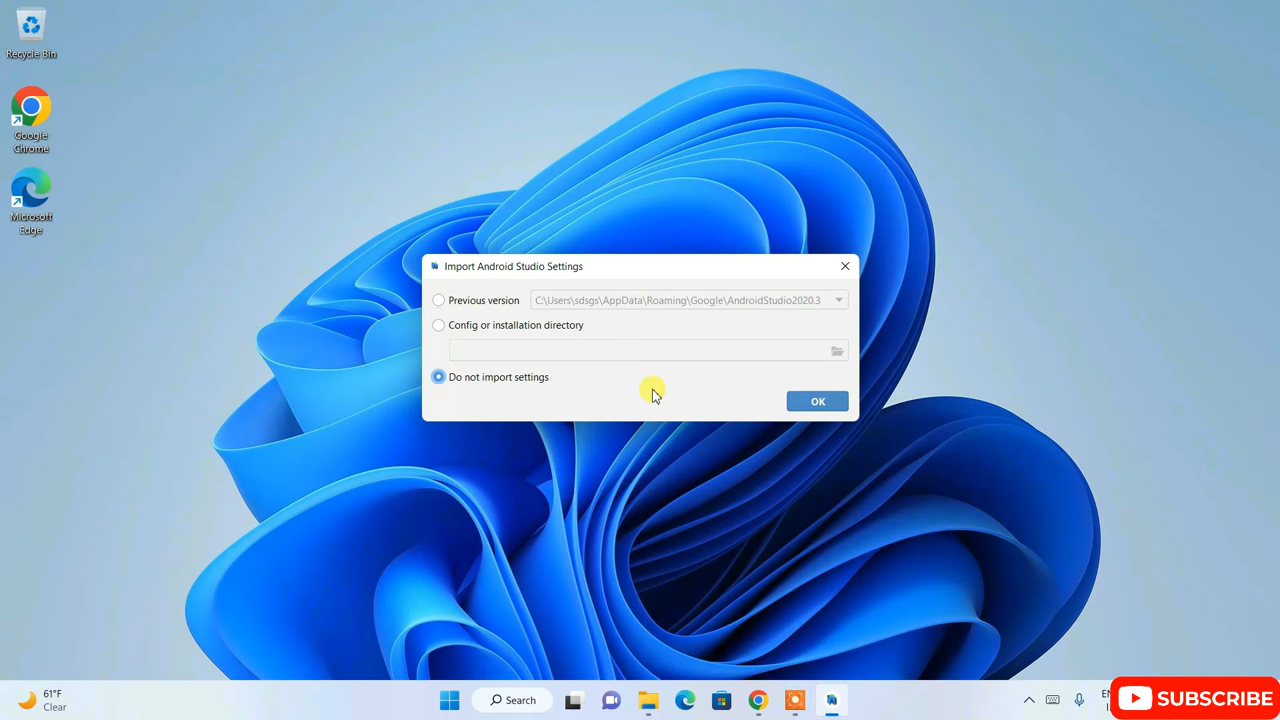 Recycle Bin
Google
Chrome
Microsoft
Edge
Import Android Studio Settings
Previous version
C:\Users\sdsgs\AppData\Roaming\Google\AndroidStudio2020.3
Config or installation directory
Do not import settings
OK
61°F
Clear
Search
SUBSCRIBE